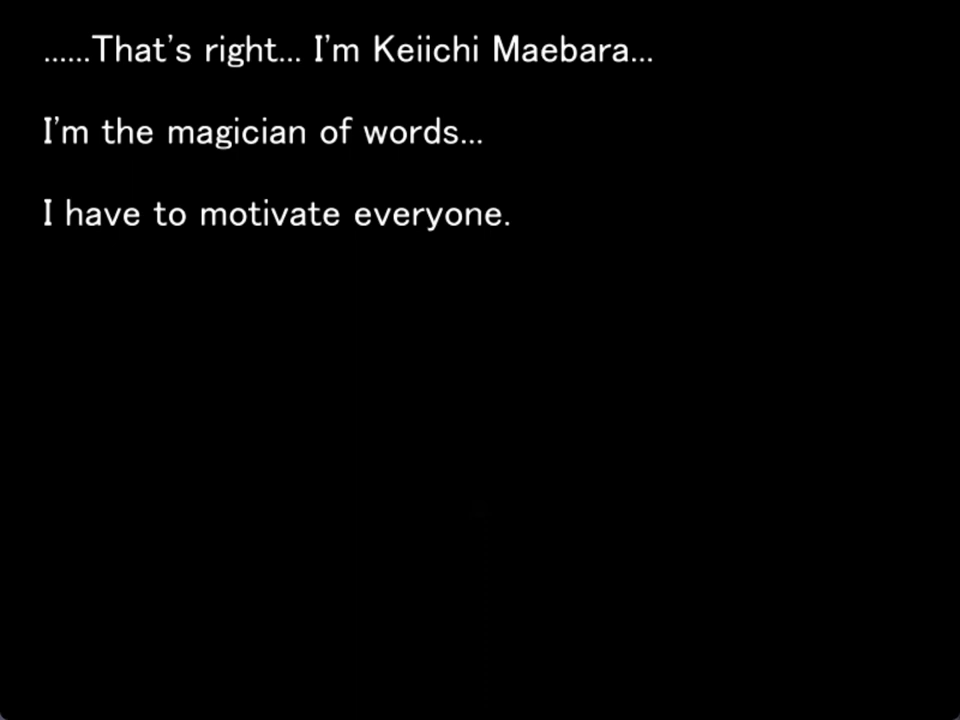 ......That's right... I'm Keiichi Maebara...
I'm the magician of words...
I have to motivate everyone.